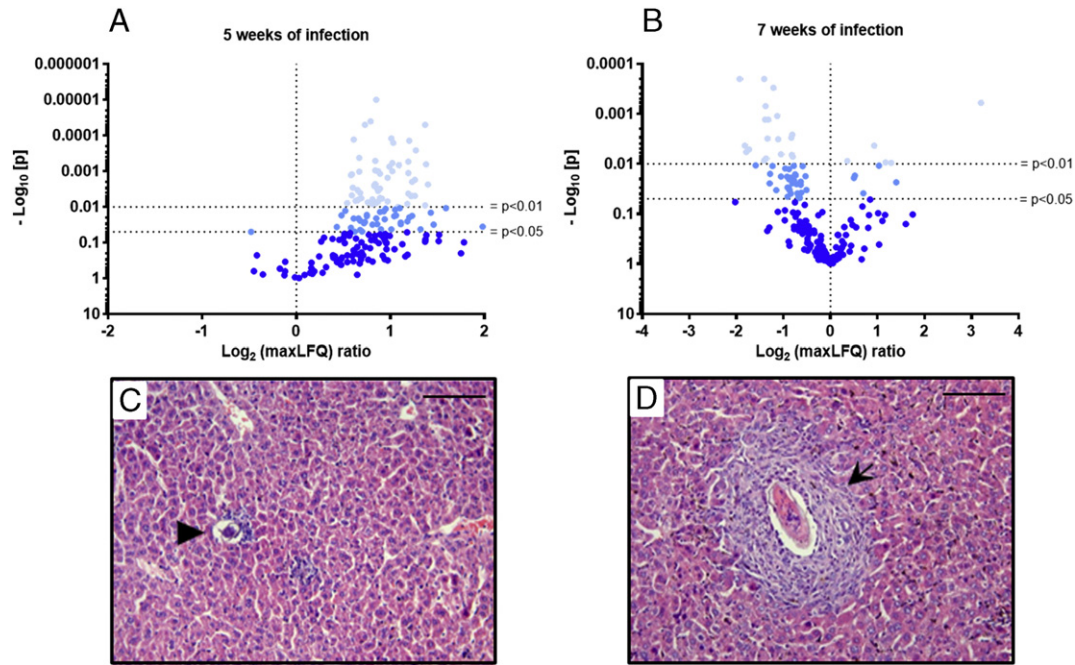 A
5 weeks of infection
0.000001
0.00001
0.0001
0.001
0.01
0.1
1
10
- Log10 [p]
= p<0.01
= p<0.05
-2
-1
0
1
2
Log2 (maxLFQ) ratio
B
7 weeks of infection
0.0001
0.001
0.01
0.1
1
10
- Log10 [p]
= p<0.01
= p<0.05
-4
-3
-2
-1
0
1
2
3
4
Log2 (maxLFQ) ratio
C
D